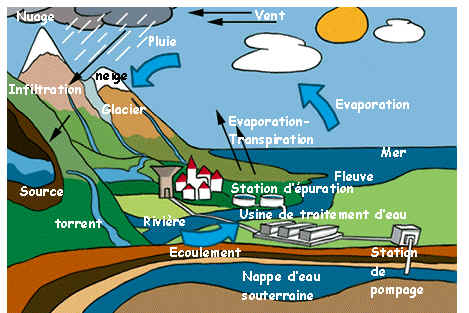 Nuage
Vent
Pluie
neige
Infiltration
Glacier
Evaporation
Evaporation-
Transpiration
Mer
Fleuve
Source
Station d'épuration
torrent
Rivière
Usine de traitement d'eau
Ecoulement
Station
de
pompage
Nappe d'eau
souterraine